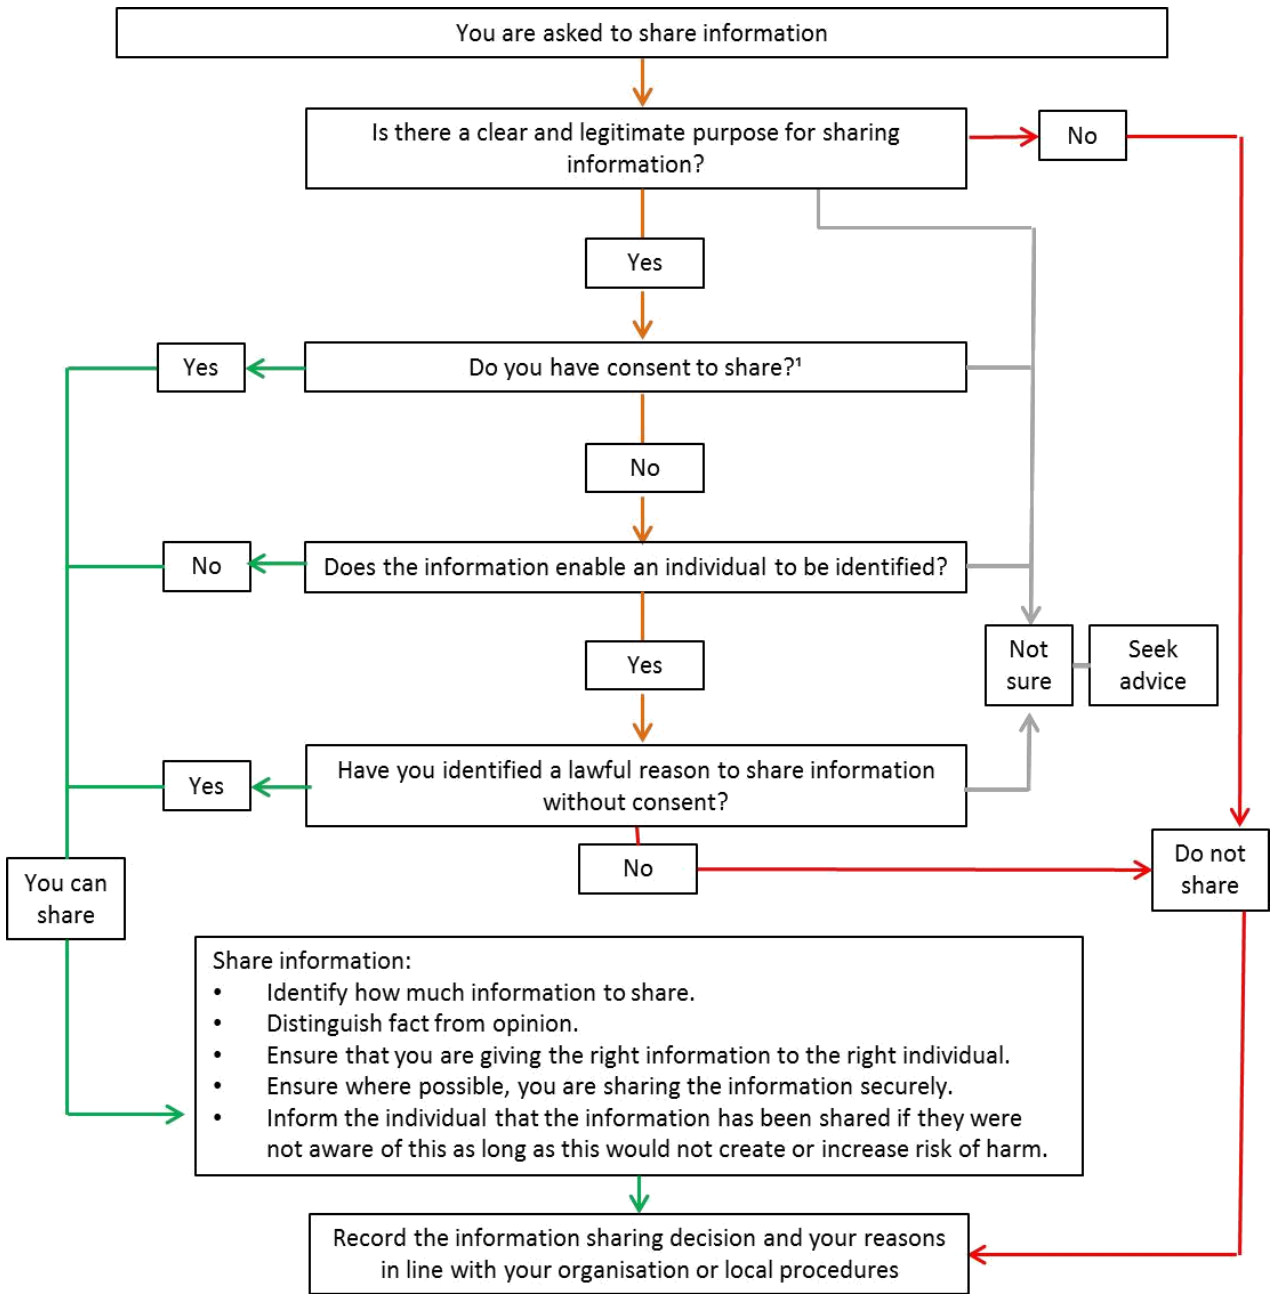 You are asked to share information
Is there a clear and legitimate purpose for sharing
information?
No
Yes
Yes
Do you have consent to share?¹
No
No
Does the information enable an individual to be identified?
Yes
Not
sure
Seek
advice
Yes
Have you identified a lawful reason to share information
without consent?
No
Do not
share
You can
share
Share information:
• Identify how much information to share.
• Distinguish fact from opinion.
• Ensure that you are giving the right information to the right individual.
• Ensure where possible, you are sharing the information securely.
• Inform the individual that the information has been shared if they were
not aware of this as long as this would not create or increase risk of harm.
Record the information sharing decision and your reasons
in line with your organisation or local procedures